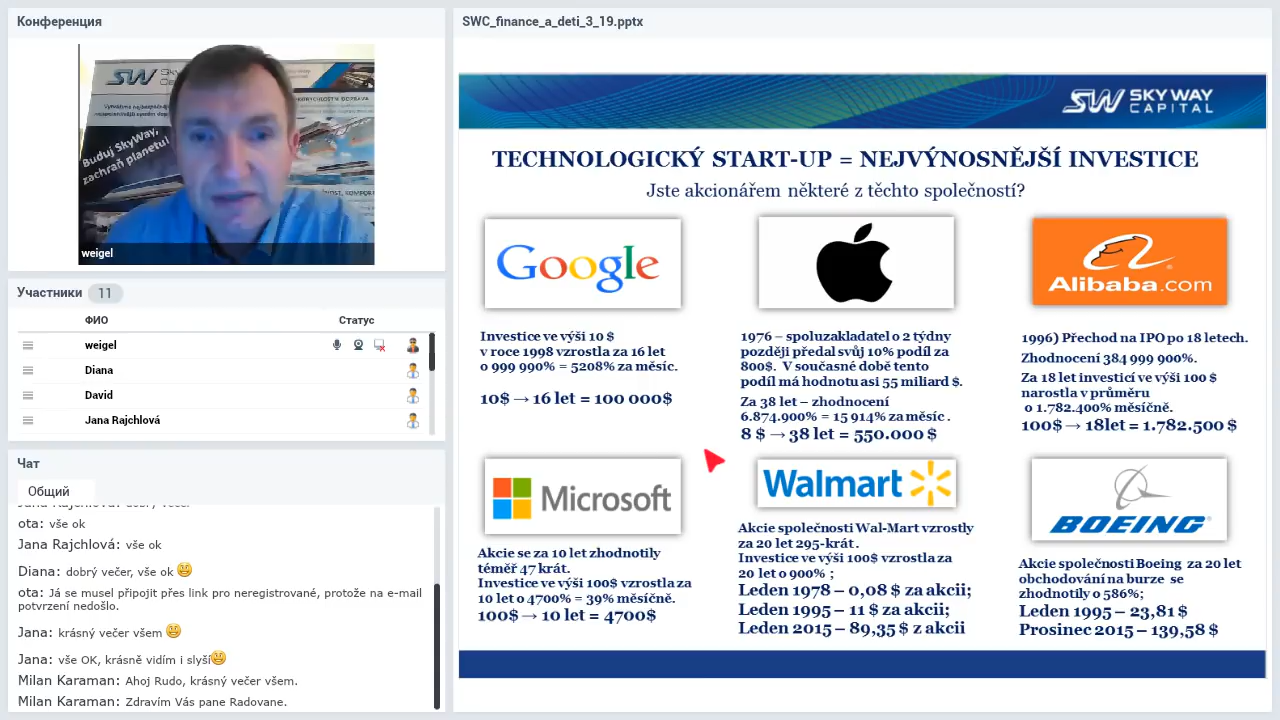 Конференция
SW
Buduj SkyWay,
zachraň planetu!
weigel
Участники 11
ФИО Статус
weigel
Diana
David
Jana Rajchlová
Чат
Общий
ota: vše ok
Jana Rajchlová: vše ok
Diana: dobrý večer, vše ok
ota: Já se musel připojit přes link pro neregistrované, protože na e-mail
potvrzení nedošlo.
Jana: krásný večer všem
Jana: vše OK, krásně vidím i slyší
Milan Karaman: Ahoj Rudo, krásný večer všem.
Milan Karaman: Zdravím Vás pane Radovane.
SWC_finance_a_deti_3_19.pptx
SW SKY WAY
CAPITAL
TECHNOLOGICKÝ START-UP = NEJVÝNOSNĚJŠÍ INVESTICE
Jste akcionářem některé z těchto společností?
Google
Investice ve výši 10 $
v roce 1998 vzrostla za 16 let
o 999 990% = 5208% za měsíc.
10$ → 16 let = 100 000$
1976 – spoluzakladatel o 2 týdny
později předal svůj 10% podíl za
800$. V současné době tento
podíl má hodnotu asi 55 miliard $.
Za 38 let – zhodnocení
6.874.900% = 15 914% za měsíc .
8 $ → 38 let = 550.000 $
Alibaba.com
1996) Přechod na IPO po 18 letech.
Zhodnocení 384 999 900%.
Za 18 let investicí ve výši 100 $
narostla v průměru
o 1.782.400% měsíčně.
100$ → 18let = 1.782.500 $
Microsoft
Akcie se za 10 let zhodnotily
téměř 47 krát.
Investice ve výši 100$ vzrostla za
10 let o 4700% = 39% měsíčně.
100$ → 10 let = 4700$
Walmart
Akcie společnosti Wal-Mart vzrostly
za 20 let 295-krát .
Investice ve výši 100$ vzrostla za
20 let o 900% ;
Leden 1978 – 0,08 $ za akcii;
Leden 1995 – 11 $ za akcii;
Leden 2015 – 89,35 $ z akcii
BOEING
Akcie společnosti Boeing za 20 let
obchodování na burze se
zhodnotily o 586%;
Leden 1995 – 23,81 $
Prosinec 2015 – 139,58 $